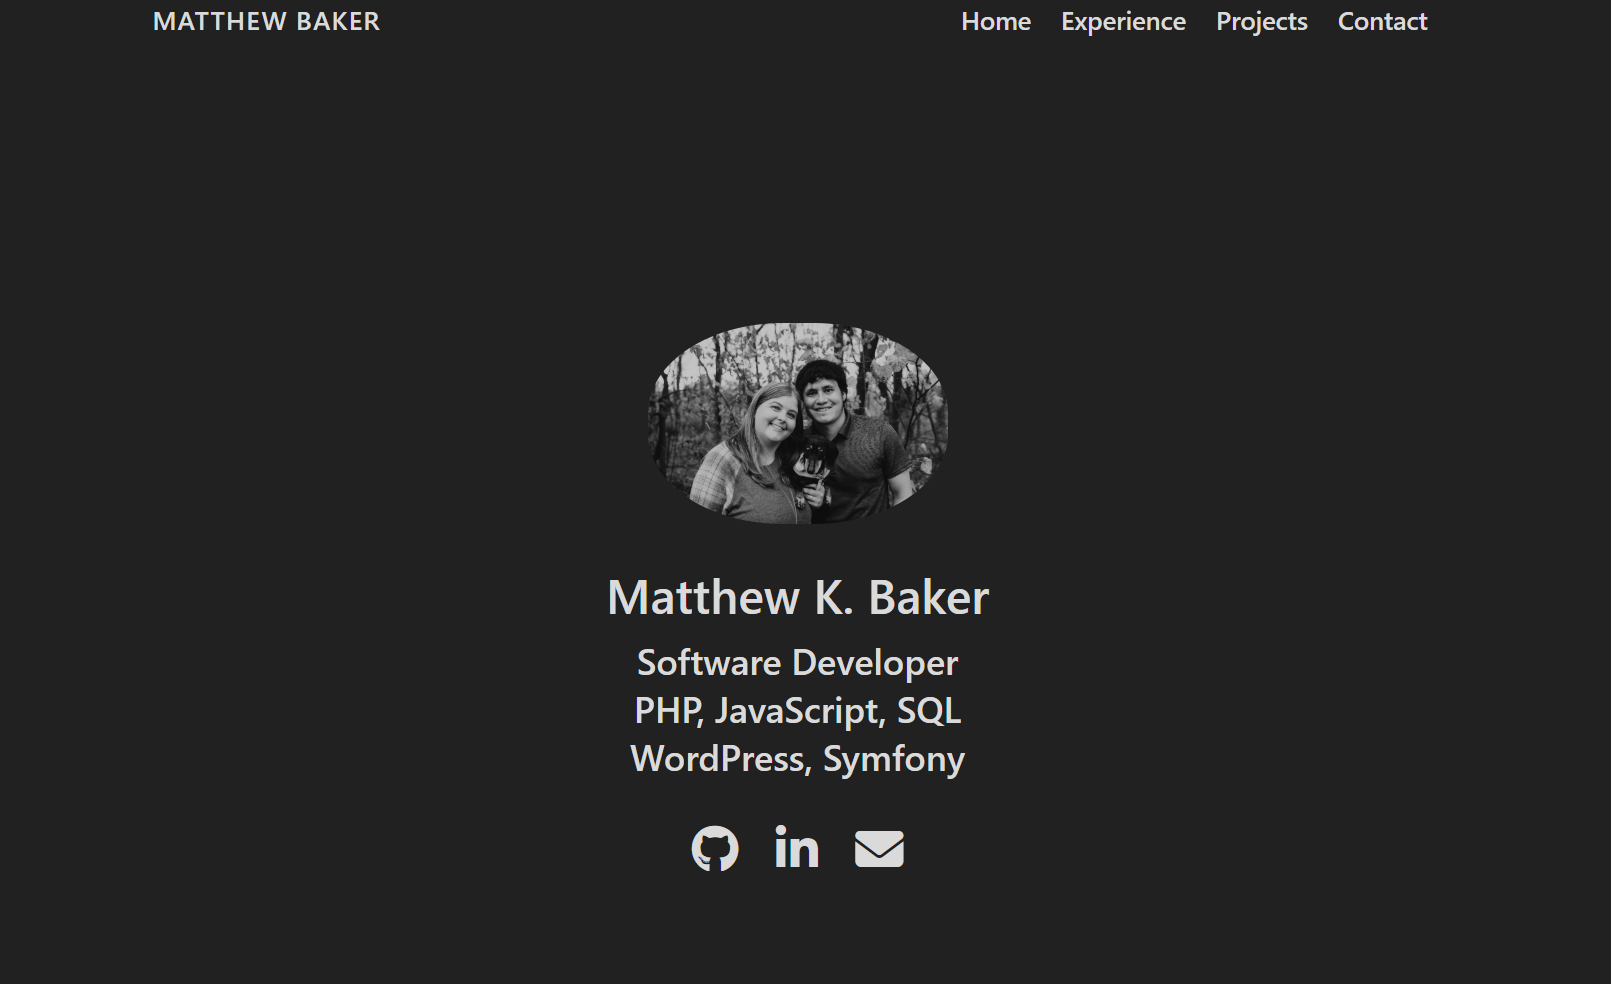 MATTHEW BAKER
Home Experience Projects Contact
Matthew K. Baker
Software Developer
PHP, JavaScript, SQL
WordPress, Symfony
in